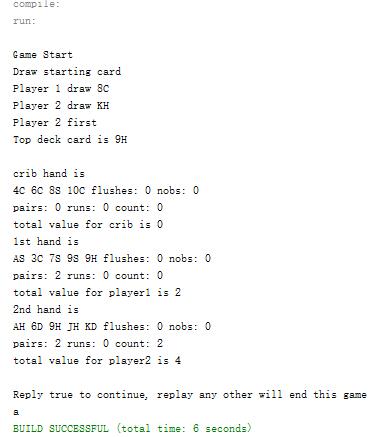 compile:
run:
Game Start
Draw starting card
Player 1 draw 8C
Player 2 draw KH
Player 2 first
Top deck card is 9H
crib hand is
4C 6C 8S 10C flushes: 0 nobs: 0
pairs: 0 runs: 0 count: 0
total value for crib is 0
1st hand is
AS 3C 7S 9S 9H flushes: 0 nobs: 0
pairs: 2 runs: 0 count: 0
total value for player1 is 2
2nd hand is
AH 6D 9H JH KD flushes: 0 nobs: 0
pairs: 2 runs: 0 count: 2
total value for player2 is 4
Reply true to continue, replay any other will end this game
a
BUILD SUCCESSFUL (total time: 6 seconds)